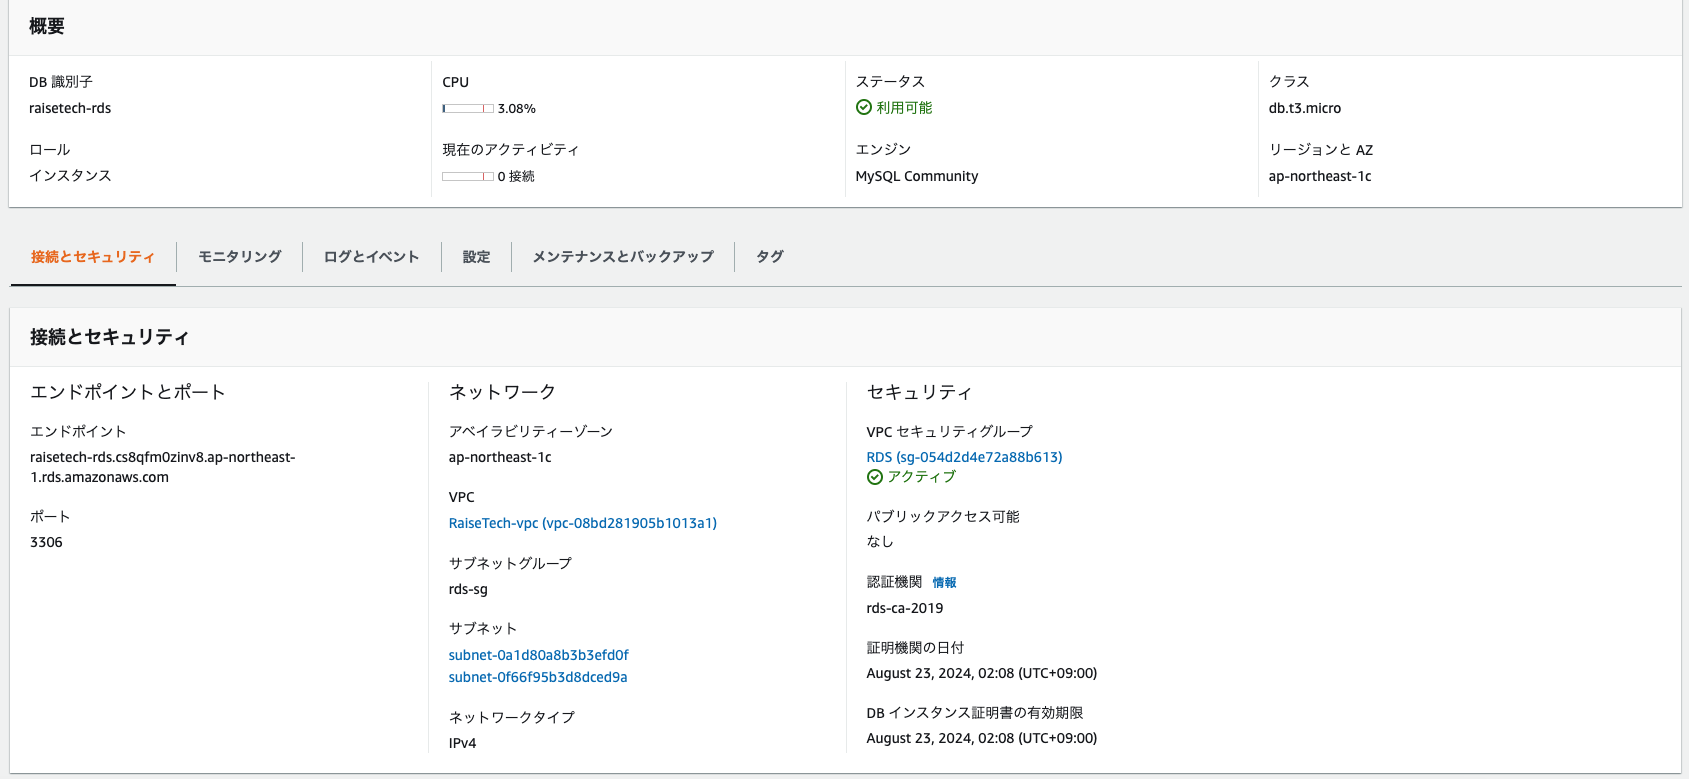 概要
DB 識別子
raisetech-rds
ロール
インスタンス
CPU
3.08%
現在のアクティビティ
0 接続
ステータス
利用可能
エンジン
MySQL Community
クラス
db.t3.micro
リージョンと AZ
ap-northeast-1c
接続とセキュリティ
モニタリング
ログとイベント
設定
メンテナンスとバックアップ
タグ
接続とセキュリティ
エンドポイントとポート
エンドポイント
raisetech-rds.cs8qfm0zinv8.ap-northeast-
1.rds.amazonaws.com
ポート
3306
ネットワーク
アベイラビリティーゾーン
ap-northeast-1c
VPC
RaiseTech-vpc (vpc-08bd281905b1013a1)
サブネットグループ
rds-sg
サブネット
subnet-0a1d80a8b3b3efd0f
subnet-0f66f95b3d8dced9a
ネットワークタイプ
IPv4
セキュリティ
VPC セキュリティグループ
RDS (sg-054d2d4e72a88b613)
アクティブ
パブリックアクセス可能
なし
認証機関 情報
rds-ca-2019
証明機関の日付
August 23, 2024, 02:08 (UTC+09:00)
DB インスタンス証明書の有効期限
August 23, 2024, 02:08 (UTC+09:00)